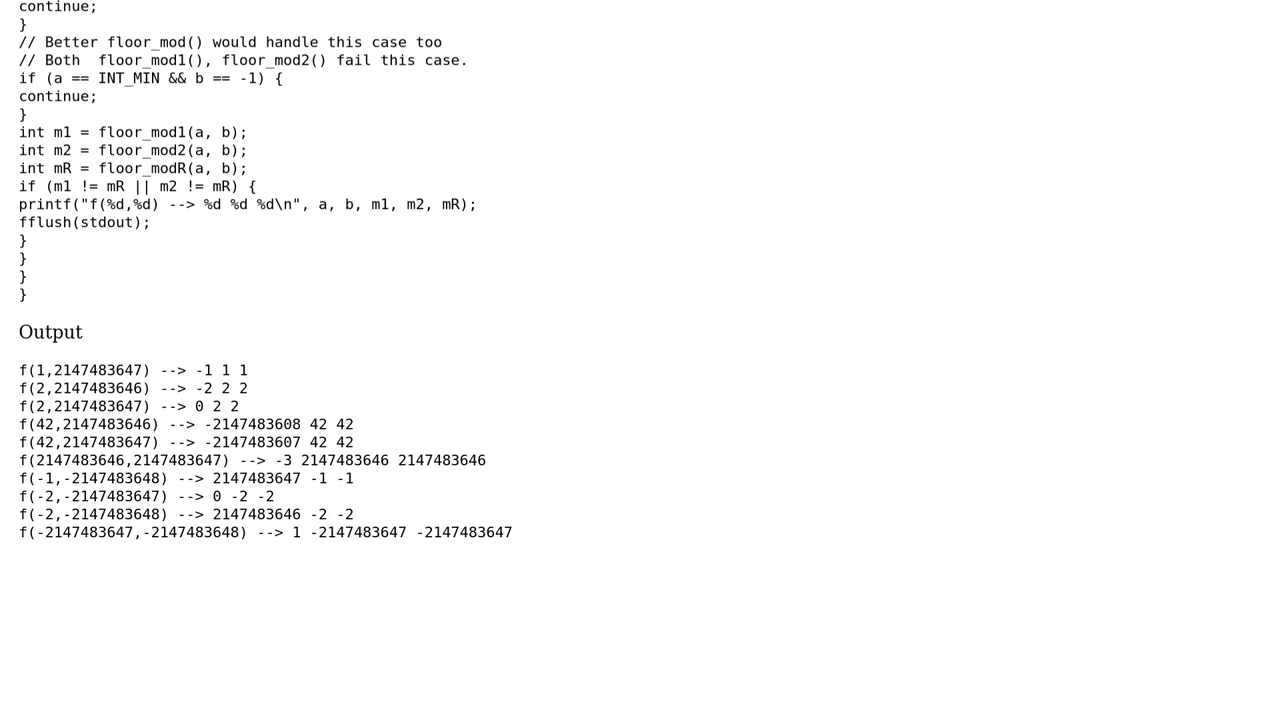 continue;
}
// Better floor_mod() would handle this case too
// Both  floor_mod1(), floor_mod2() fail this case.
if (a == INT_MIN && b == -1) {
continue;
}
int m1 = floor_mod1(a, b);
int m2 = floor_mod2(a, b);
int mR = floor_modR(a, b);
if (m1 != mR || m2 != mR) {
printf("f(%d,%d) --> %d %d %d\n", a, b, m1, m2, mR);
fflush(stdout);
}
}
}
}
Output
f(1,2147483647) --> -1 1 1
f(2,2147483646) --> -2 2 2
f(2,2147483647) --> 0 2 2
f(42,2147483646) --> -2147483608 42 42
f(42,2147483647) --> -2147483607 42 42
f(2147483646,2147483647) --> -3 2147483646 2147483646
f(-1,-2147483648) --> 2147483647 -1 -1
f(-2,-2147483647) --> 0 -2 -2
f(-2,-2147483648) --> 2147483646 -2 -2
f(-2147483647,-2147483648) --> 1 -2147483647 -2147483647